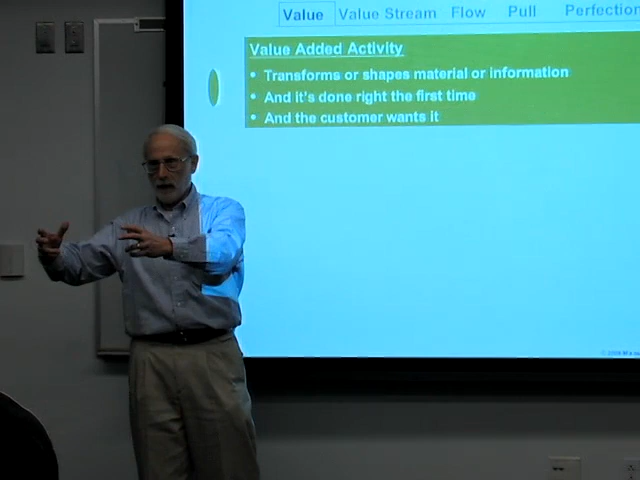 Value Value Stream Flow Pull Perfection
Value Added Activity
• Transforms or shapes material or information
• And it's done right the first time
• And the customer wants it